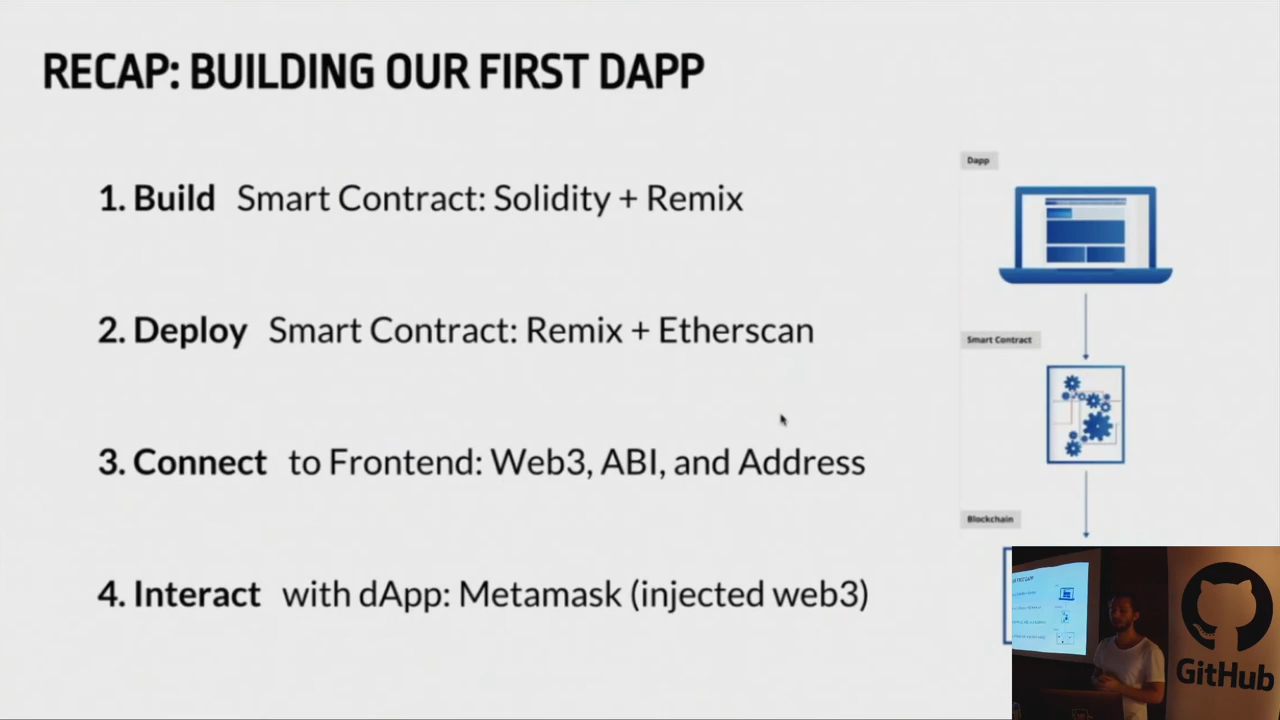 RECAP: BUILDING OUR FIRST DAPP
1. Build Smart Contract: Solidity + Remix
2. Deploy Smart Contract: Remix + Etherscan
3. Connect to Frontend: Web3, ABI, and Address
4. Interact with dApp: Metamask (injected web3)
Dapp
Smart Contract
Blockchain
GitHub